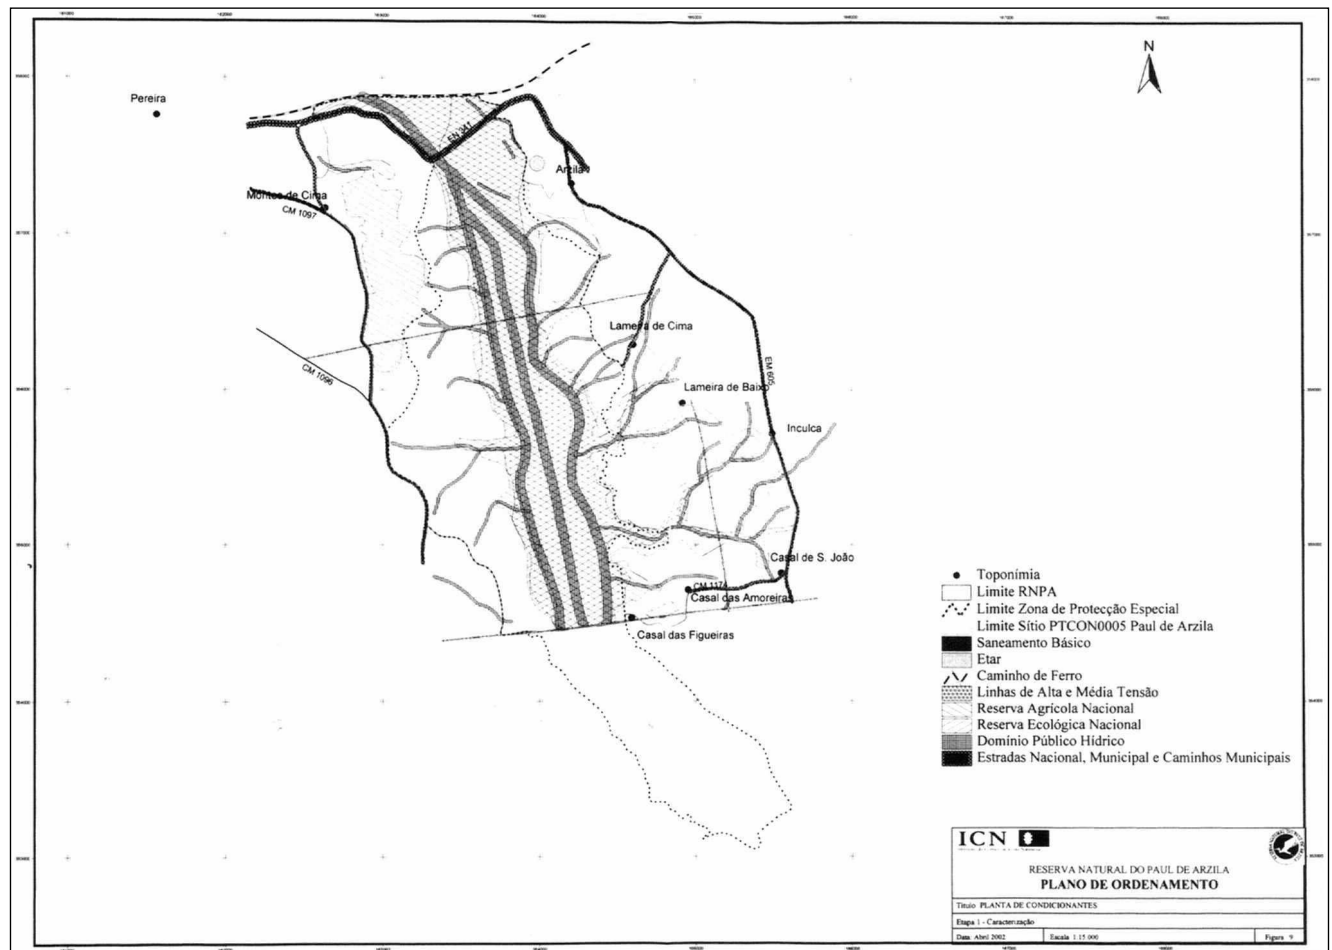 N
Pereira
EN 341
Arzila
Montes de Cima
CM 1097
Lameira de Cima
CM 1096
EM 605
Lameira de Baixo
Inculca
Casal de S. João
CM 1174
Casal das Amoreiras
Casal das Figueiras
Toponímia
Limite RNPA
Limite Zona de Protecção Especial
Limite Sítio PTCON0005 Paul de Arzila
Saneamento Básico
Etar
Caminho de Ferro
Linhas de Alta e Média Tensão
Reserva Agrícola Nacional
Reserva Ecológica Nacional
Domínio Público Hídrico
Estradas Nacional, Municipal e Caminhos Municipais
ICN
RESERVA NATURAL DO PAUL DE ARZILA
PLANO DE ORDENAMENTO
Título PLANTA DE CONDICIONANTES
Etapa 1 - Caracterização
Data: Abril 2002 Escala 1:15 000 Figura 9